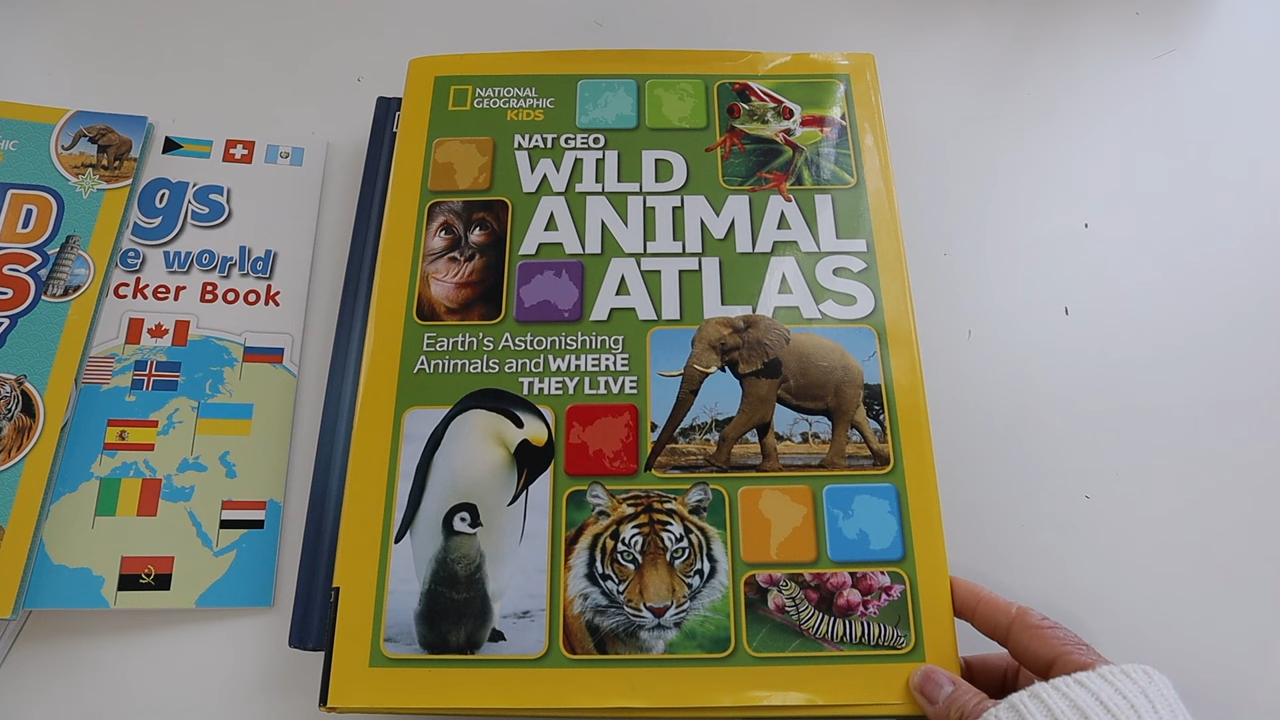 NATIONAL
GEOGRAPHIC
KiDS
NAT GEO
WILD
ANIMAL
ATLAS
Earth's Astonishing
Animals and WHERE
THEY LIVE
gs
e world
cker Book
HIC
D
S